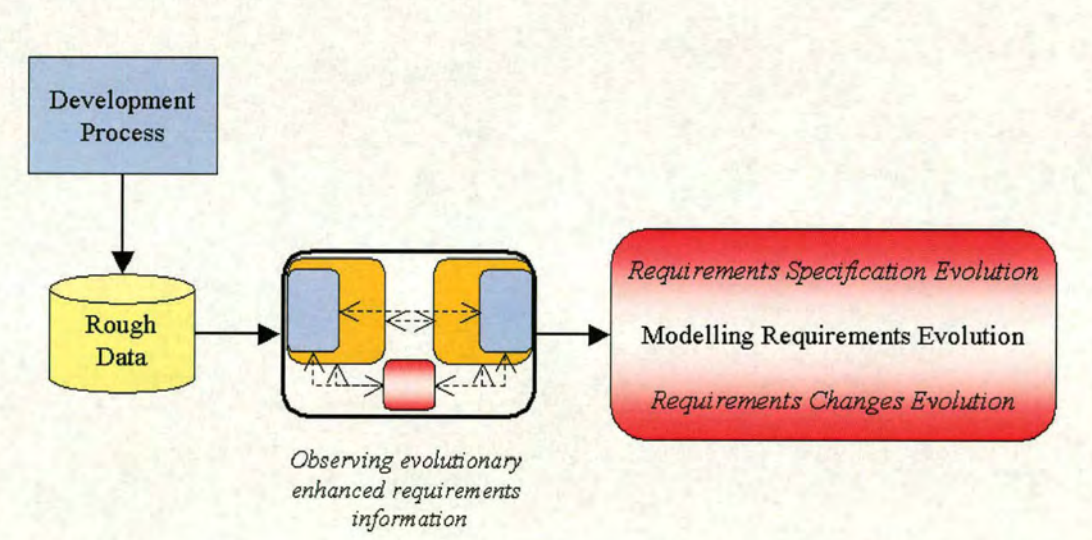 Development
Process
Rough
Data
Observing evolutionary
enhanced requirements
information
Requirements Specification Evolution
Modelling Requirements Evolution
Requirements Changes Evolution